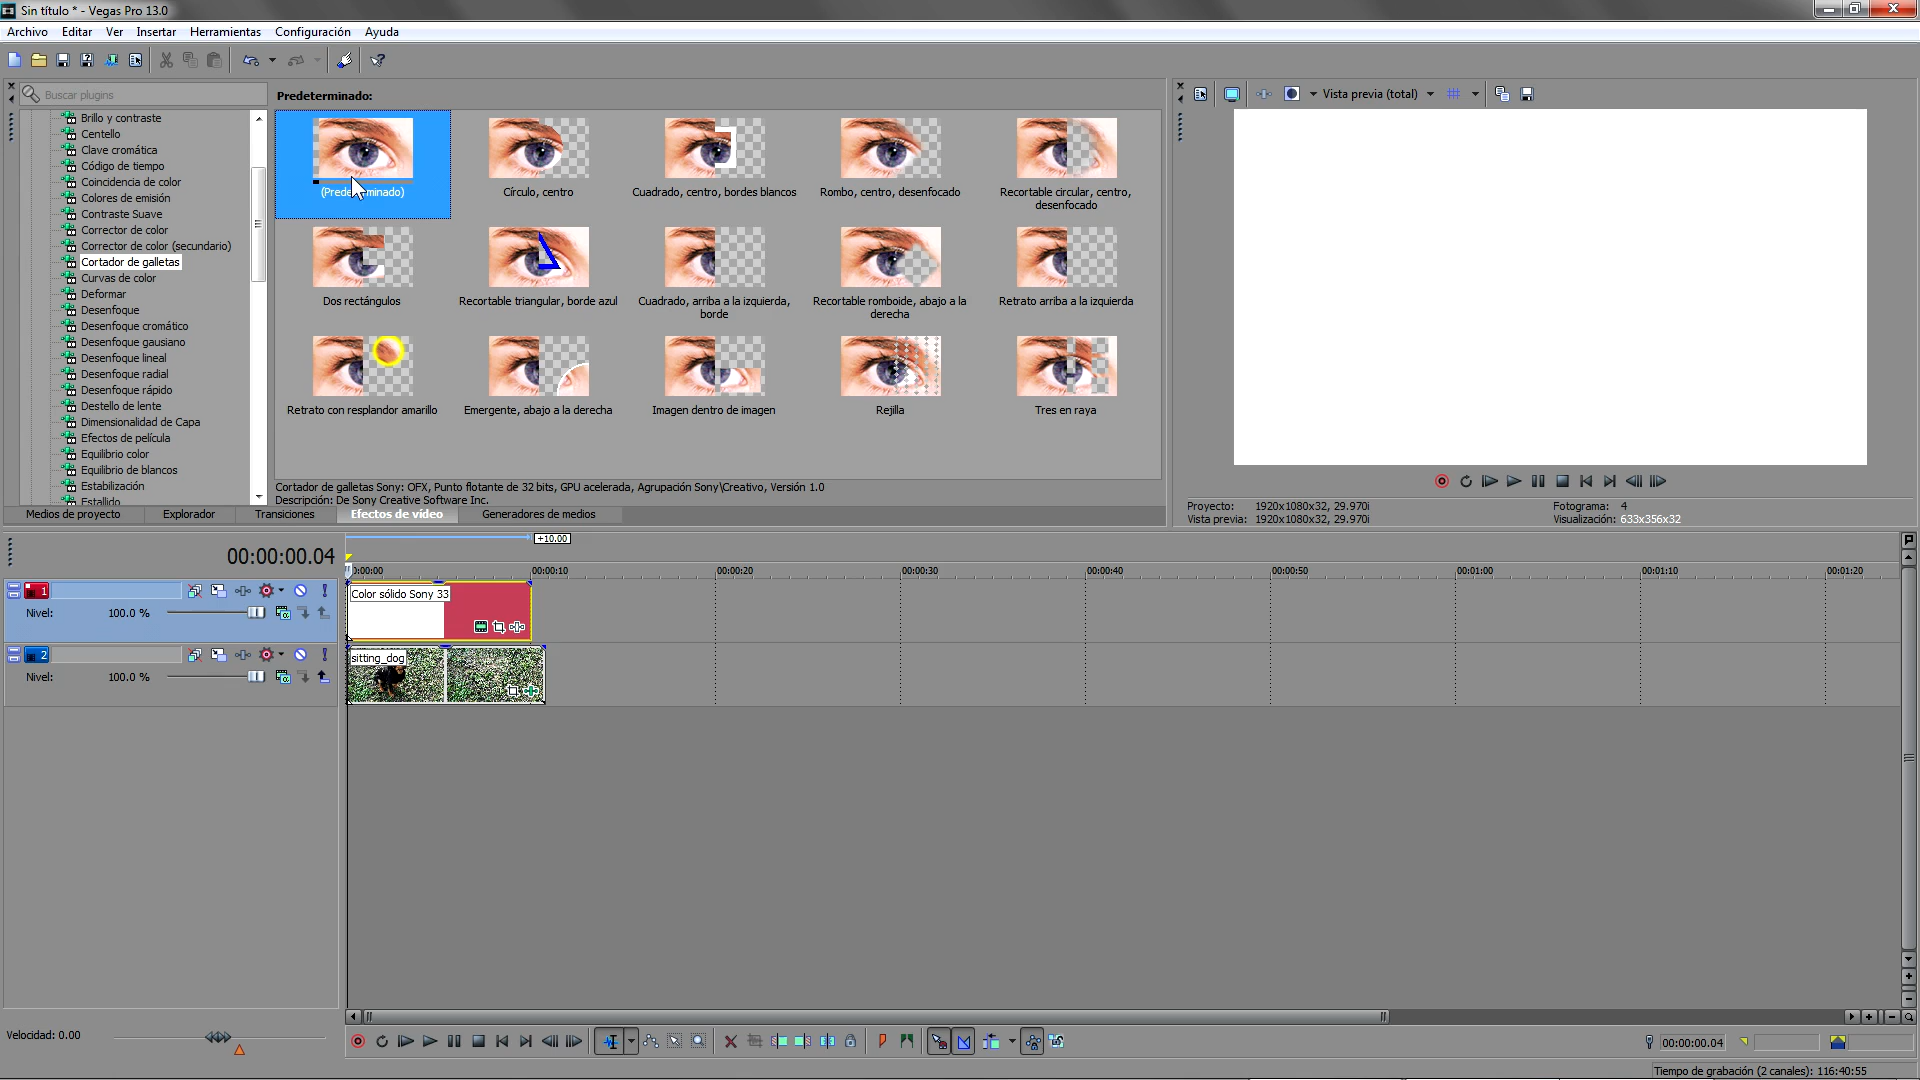 Sin título * - Vegas Pro 13.0
Archivo Editar Ver Insertar Herramientas Configuración Ayuda
Buscar plugins
Brillo y contraste
Centello
Clave cromática
Código de tiempo
Coincidencia de color
Colores de emisión
Contraste Suave
Corrector de color
Corrector de color (secundario)
Cortador de galletas
Curvas de color
Deformar
Desenfoque
Desenfoque cromático
Desenfoque gausiano
Desenfoque lineal
Desenfoque radial
Desenfoque rápido
Destello de lente
Dimensionalidad de Capa
Efectos de película
Equilibrio color
Equilibrio de blancos
Estabilización
Estallido
Predeterminado:
(Predeterminado)
Círculo, centro
Cuadrado, centro, bordes blancos
Rombo, centro, desenfocado
Recortable circular, centro,
desenfocado
Dos rectángulos
Recortable triangular, borde azul
Cuadrado, arriba a la izquierda,
borde
Recortable romboide, abajo a la
derecha
Retrato arriba a la izquierda
Retrato con resplandor amarillo
Emergente, abajo a la derecha
Imagen dentro de imagen
Rejilla
Tres en raya
Cortador de galletas Sony: OFX, Punto flotante de 32 bits, GPU acelerada, Agrupación Sony\Creativo, Versión 1.0
Descripción: De Sony Creative Software Inc.
Medios de proyecto Explorador Transiciones Efectos de vídeo Generadores de medios
Vista previa (total)
Proyecto: 1920x1080x32, 29.970i Fotograma: 4
Vista previa: 1920x1080x32, 29.970i Visualización: 633x356x32
00:00:00.04
+10.00
0:00:00 00:00:10 00:00:20 00:00:30 00:00:40 00:00:50 00:01:00 00:01:10 00:01:20
1
Nivel: 100.0 %
Color sólido Sony 33
2
Nivel: 100.0 %
sitting_dog
Velocidad: 0.00
00:00:00.04
Tiempo de grabación (2 canales): 116:40:55